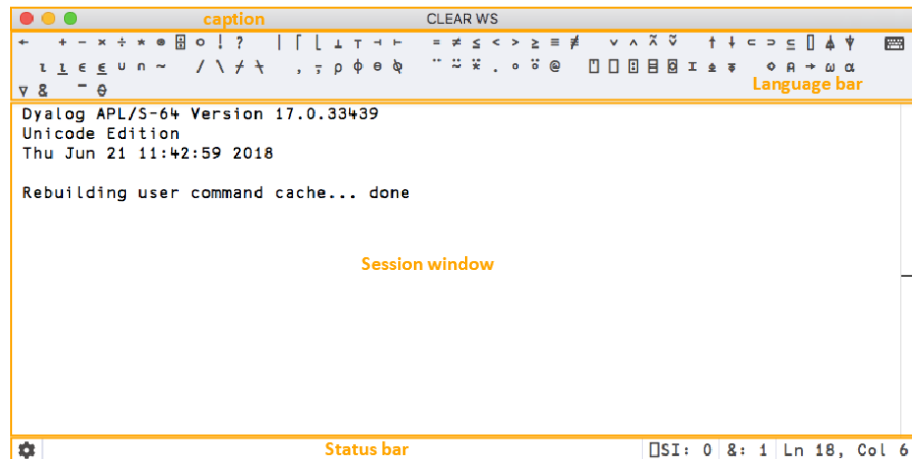 caption CLEAR WS
← + - × ÷ * ⍟ ⌹ ○ ! ? | ⌈ ⌊ ⊥ ⊤ ⊣ ⊢ = ≠ ≤ < > ≥ ≡ ≢ ∨ ∧ ⍲ ⍱ ↑ ↓ ⊂ ⊃ ⊆ ⌷ ⍋ ⍒
⍳ ⍸ ∊ ⍷ ∪ ∩ ~ / \ ⌿ ⍀ , ⍪ ⍴ ⌽ ⊖ ⍉ ¨ ⍨ ⍣ . ∘ ⍤ @ ⍞ ⎕ ⍠ ⌸ ⌺ ⌶ ⍎ ⍕ ⋄ ⍝ → ⍵ ⍺
∇ & ¯ ⍬
Language bar
Dyalog APL/S-64 Version 17.0.33439
Unicode Edition
Thu Jun 21 11:42:59 2018
Rebuilding user command cache... done
Session window
Status bar ⎕SI: 0 &: 1 Ln 18, Col 6